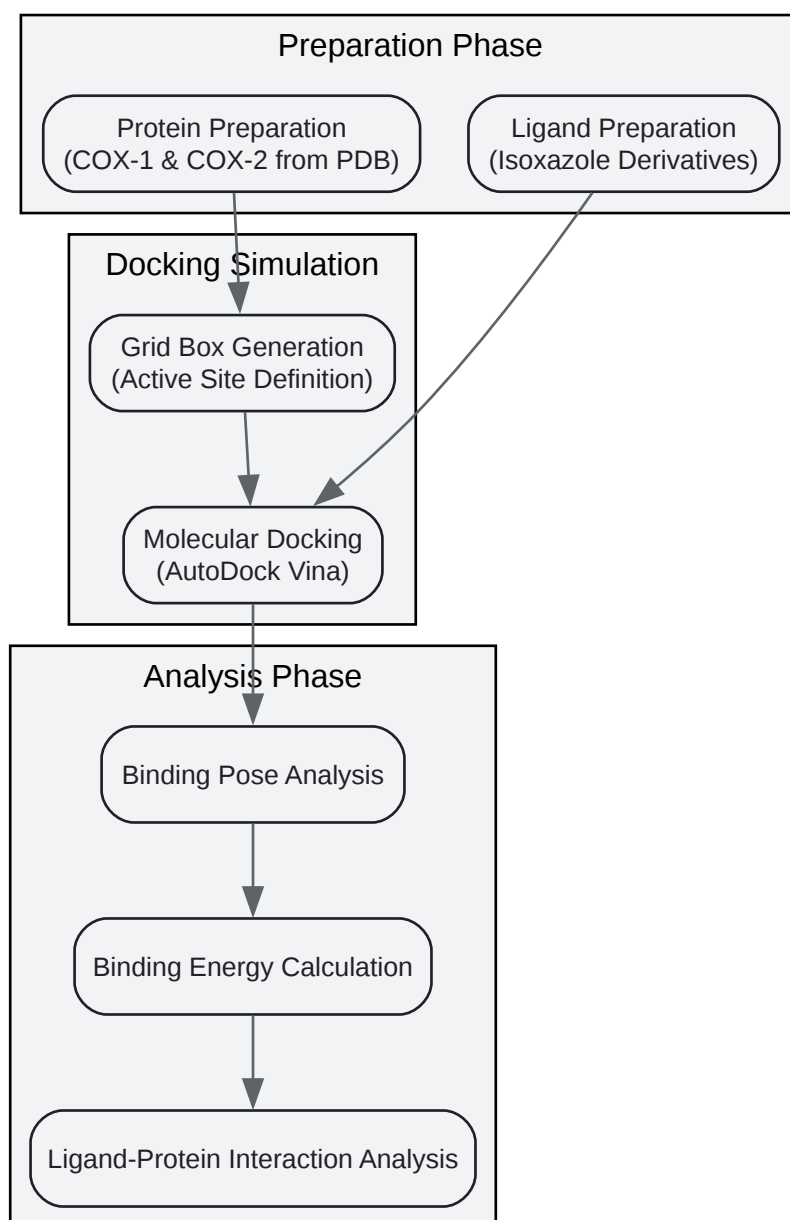 Preparation Phase
Protein Preparation
(COX-1 & COX-2 from PDB)
Ligand Preparation
(Isoxazole Derivatives)
Docking Simulation
Grid Box Generation
(Active Site Definition)
Molecular Docking
(AutoDock Vina)
Analysis Phase
Binding Pose Analysis
Binding Energy Calculation
Ligand-Protein Interaction Analysis